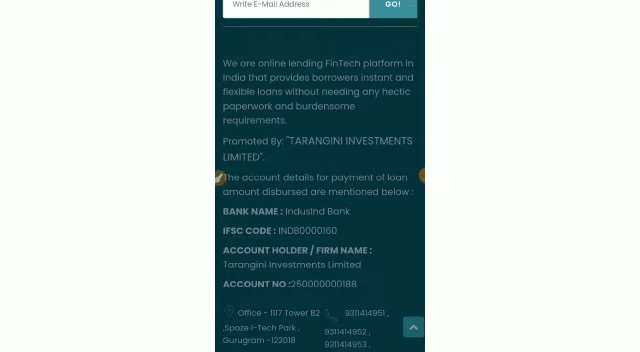 Write E-Mail Address GO!
We are online lending FinTech platform in
India that provides borrowers instant and
flexible loans without needing any hectic
paperwork and burdensome
requirements.
Promoted By: "TARANGINI INVESTMENTS
LIMITED".
The account details for payment of loan
amount disbursed are mentioned below :
BANK NAME : IndusInd Bank
IFSC CODE : INDB0000160
ACCOUNT HOLDER / FIRM NAME :
Tarangini Investments Limited
ACCOUNT NO :250000000188
Office - 1117 Tower B2
,Spaze i-Tech Park ,
Gurugram -122018
9311414951 ,
9311414952 ,
9311414953 ,